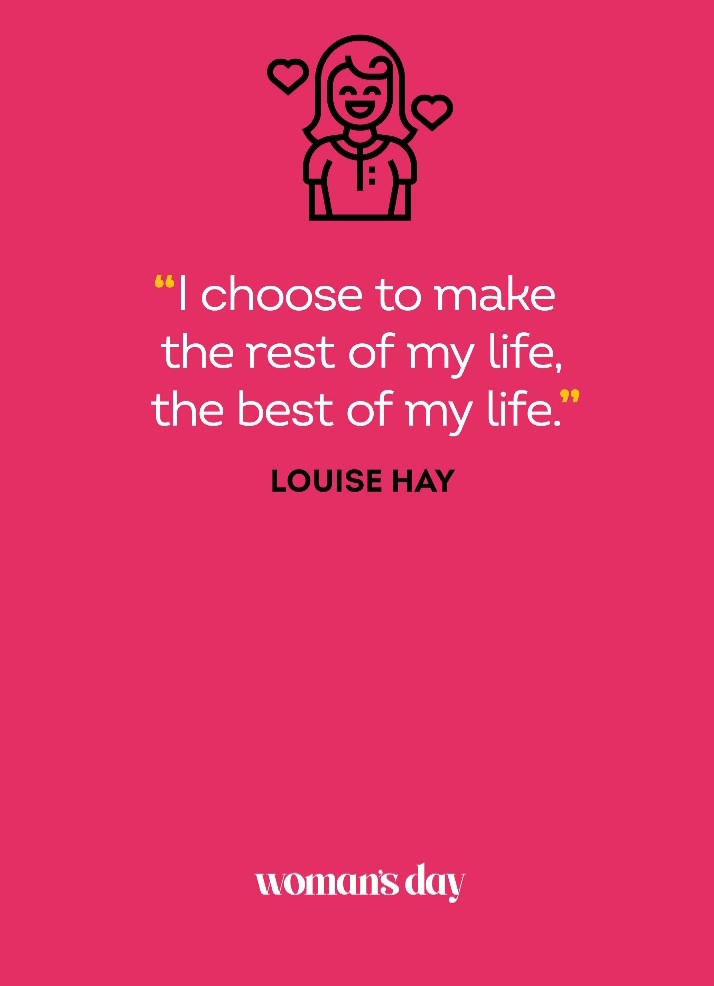 “I choose to make
the rest of my life,
the best of my life.”
LOUISE HAY
woman's day